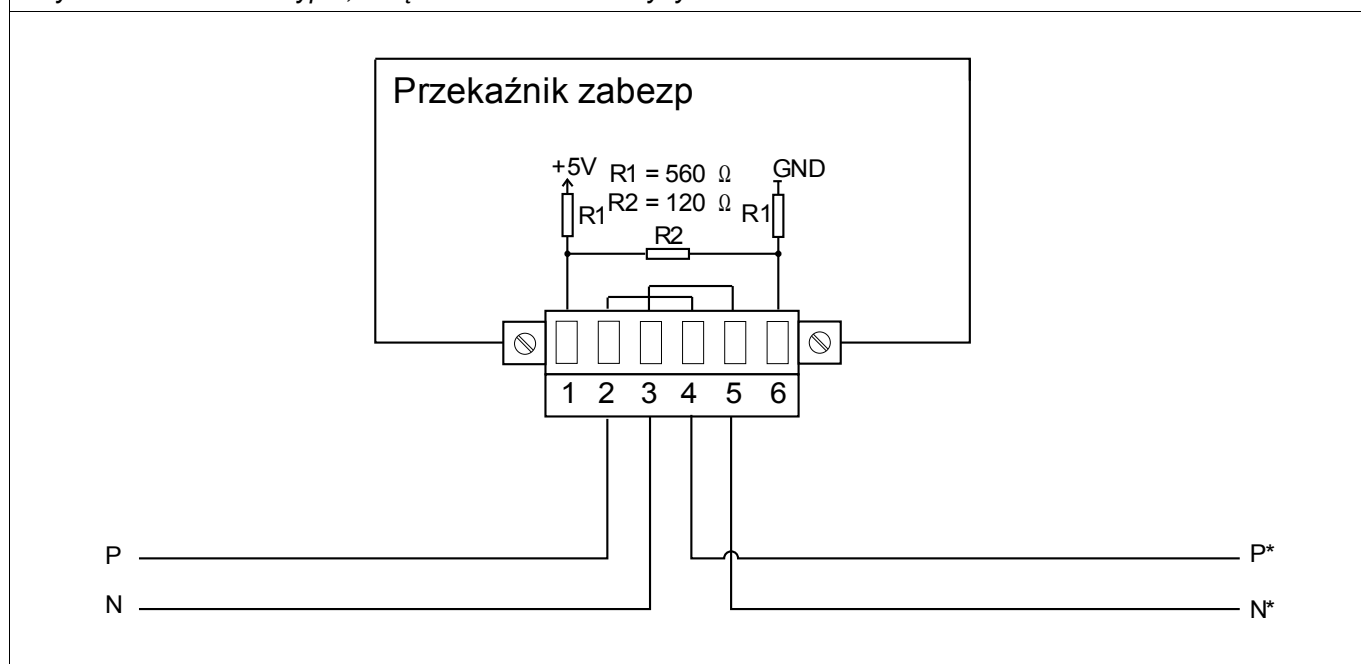 Przekaźnik zabezp
+5V R1 = 560 Ω GND
R1 R2 = 120 Ω R1
R2
1 2 3 4 5 6
P P*
N N*